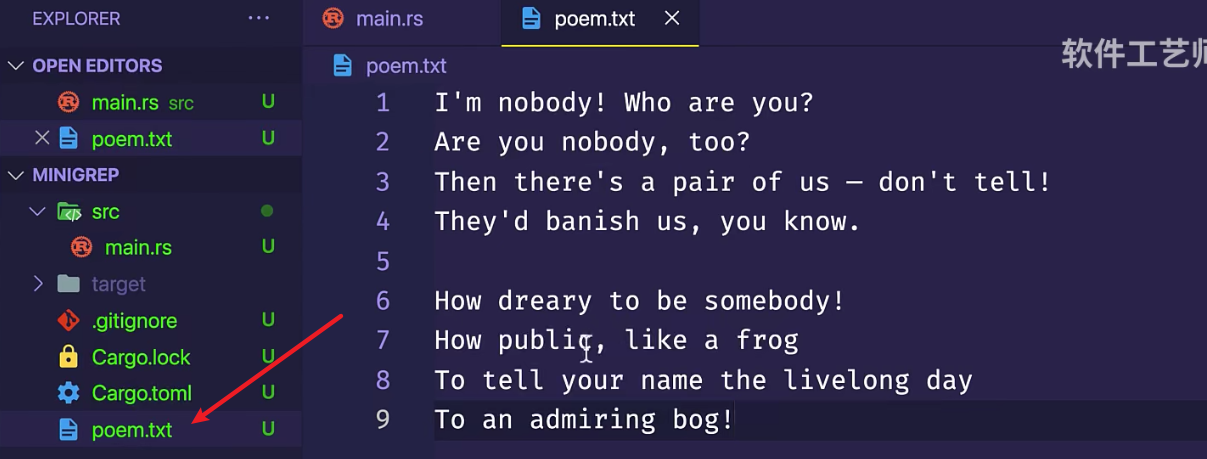 EXPLORER
OPEN EDITORS
main.rs src U
poem.txt U
MINIGREP
src
main.rs U
target
.gitignore U
Cargo.lock U
Cargo.toml U
poem.txt U
main.rs poem.txt
软件工艺师
poem.txt
1 I'm nobody! Who are you?
2 Are you nobody, too?
3 Then there's a pair of us — don't tell!
4 They'd banish us, you know.
5
6 How dreary to be somebody!
7 How public, like a frog
8 To tell your name the livelong day
9 To an admiring bog!